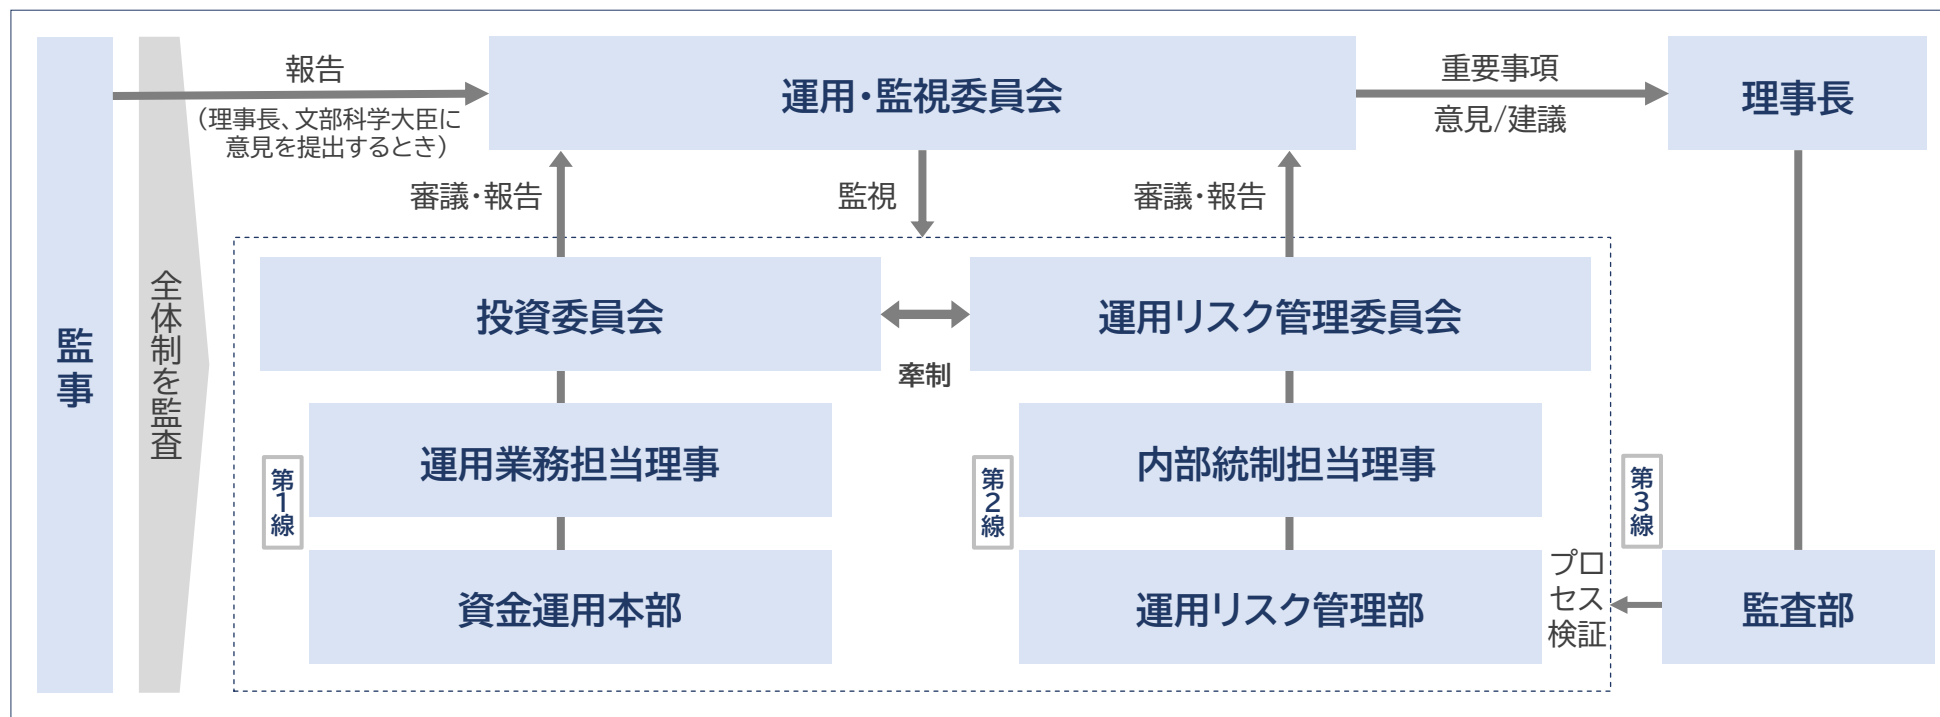 監事
全体制を監査
報告
（理事長、文部科学大臣に
意見を提出するとき）
運用・監視委員会
重要事項
意見/建議
理事長
審議・報告
監視
審議・報告
投資委員会
牽制
運用リスク管理委員会
第1線
運用業務担当理事
第2線
内部統制担当理事
第3線
資金運用本部
運用リスク管理部
プロ
セス
検証
監査部